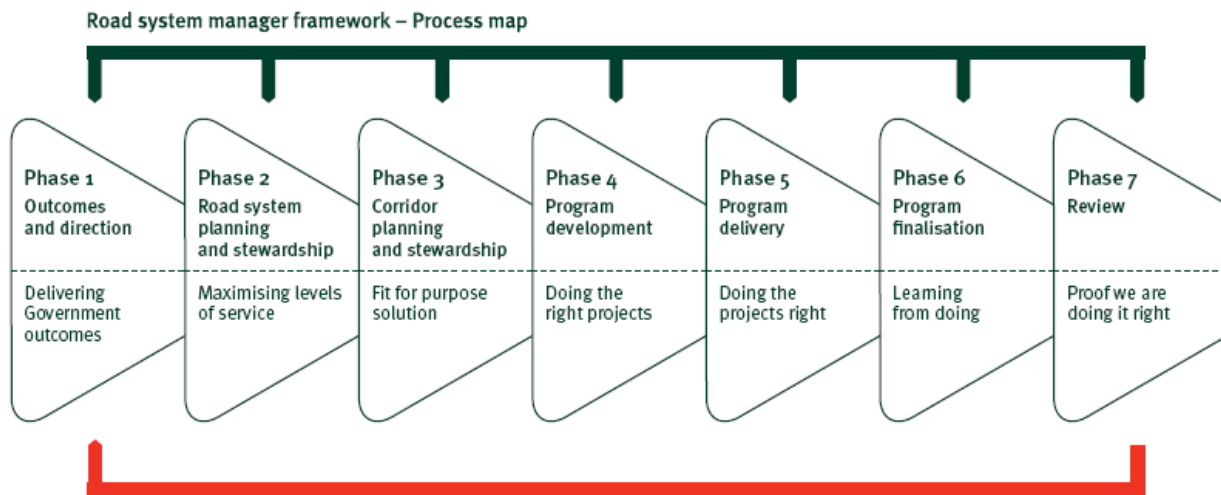 Road system manager framework – Process map
Phase 1
Outcomes
and direction
Delivering
Government
outcomes
Phase 2
Road system
planning
and stewardship
Maximising levels
of service
Phase 3
Corridor
planning
and stewardship
Fit for purpose
solution
Phase 4
Program
development
Doing the
right projects
Phase 5
Program
delivery
Doing the
projects right
Phase 6
Program
finalisation
Learning
from doing
Phase 7
Review
Proof we are
doing it right